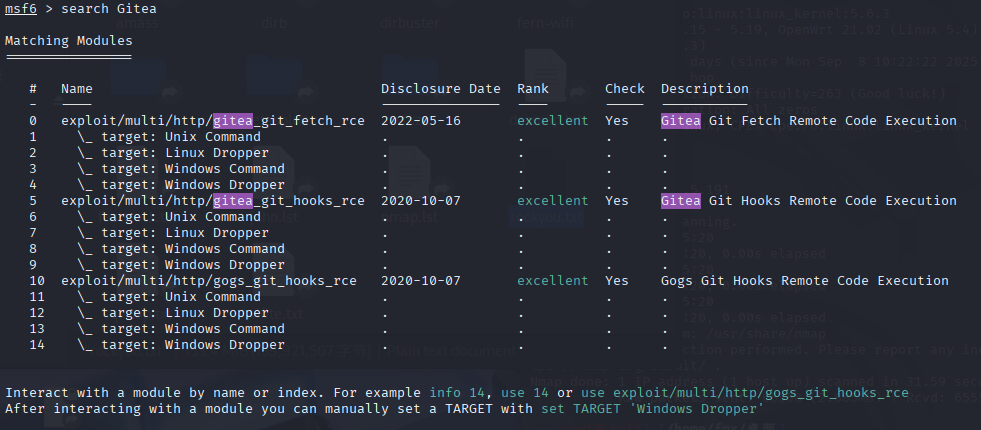 msf6 > search Gitea
Matching Modules
================
#   Name                                  Disclosure Date  Rank       Check  Description
-   ----                                  ---------------  ----       -----  -----------
0   exploit/multi/http/gitea_git_fetch_rce  2022-05-16  excellent  Yes  Gitea Git Fetch Remote Code Execution
1     \_ target: Unix Command  .  .  .  .
2     \_ target: Linux Dropper  .  .  .  .
3     \_ target: Windows Command  .  .  .  .
4     \_ target: Windows Dropper  .  .  .  .
5   exploit/multi/http/gitea_git_hooks_rce  2020-10-07  excellent  Yes  Gitea Git Hooks Remote Code Execution
6     \_ target: Unix Command  .  .  .  .
7     \_ target: Linux Dropper  .  .  .  .
8     \_ target: Windows Command  .  .  .  .
9     \_ target: Windows Dropper  .  .  .  .
10  exploit/multi/http/gogs_git_hooks_rce  2020-10-07  excellent  Yes  Gogs Git Hooks Remote Code Execution
11    \_ target: Unix Command  .  .  .  .
12    \_ target: Linux Dropper  .  .  .  .
13    \_ target: Windows Command  .  .  .  .
14    \_ target: Windows Dropper  .  .  .  .
Interact with a module by name or index. For example info 14, use 14 or use exploit/multi/http/gogs_git_hooks_rce
After interacting with a module you can manually set a TARGET with set TARGET 'Windows Dropper'